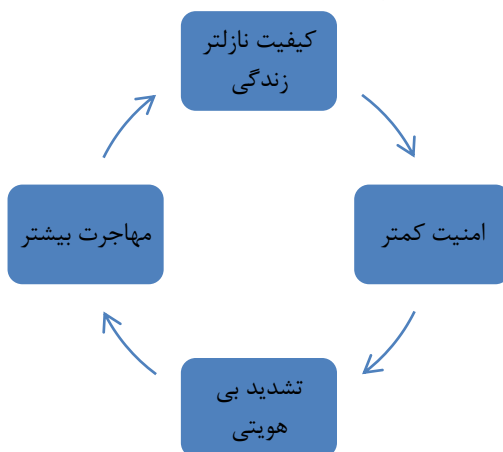 کیفیت نازلتر
زندگی
امنیت کمتر
تشدید بی
هویتی
مهاجرت بیشتر